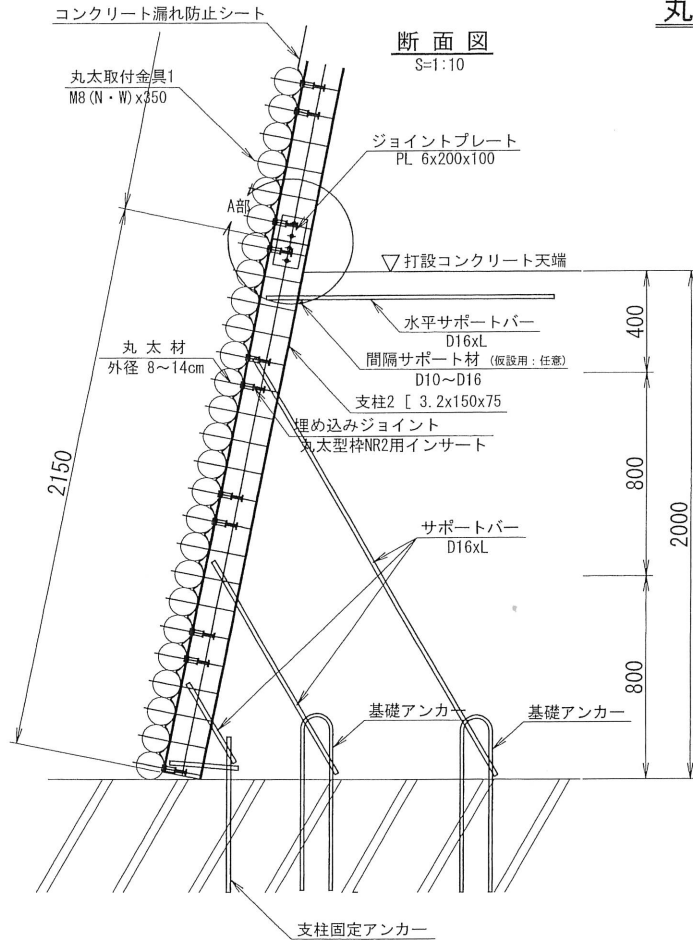 コンクリート漏れ防止シート
丸
断面図
S=1:10
丸太取付金具1
M8(N・W)x350
ジョイントプレート
PL 6x200x100
A部
▽打設コンクリート天端
水平サポートバー
D16xL
400
丸太材
外径 8~14cm
間隔サポート材 (仮設用:任意)
D10~D16
支柱2 [ 3.2x150x75
埋め込みジョイント
丸太型枠NR2用インサート
2150
800
2000
サポートバー
D16xL
800
基礎アンカー
基礎アンカー
支柱固定アンカー